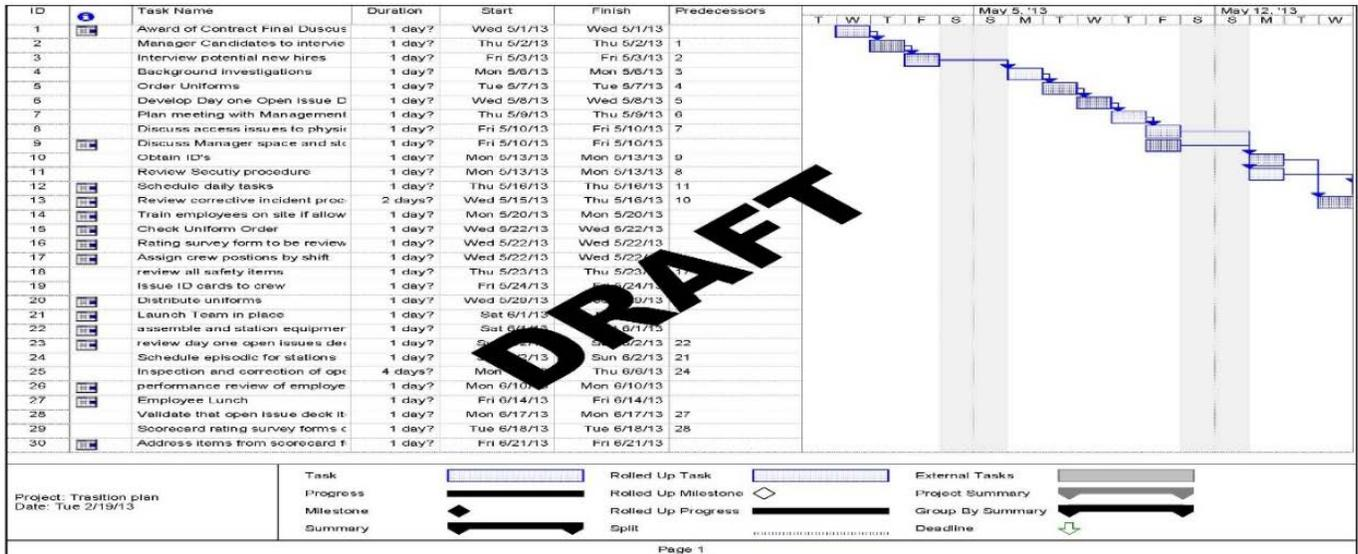 ID Task Name Duration Start Finish Predecessors May 5, '13 May 12, '13
T W T F S S M T W T F S S M T W
1 Award of Contract Final Duscus 1 day? Wed 5/1/13 Wed 5/1/13
2 Manager Candidates to intervie 1 day? Thu 5/2/13 Thu 5/2/13 1
3 Interview potential new hires 1 day? Fri 5/3/13 Fri 5/3/13 2
4 Background Investigations 1 day? Mon 5/6/13 Mon 5/6/13 3
5 Order Uniforms 1 day? Tue 5/7/13 Tue 5/7/13 4
6 Develop Day one Open Issue D 1 day? Wed 5/8/13 Wed 5/8/13 5
7 Plan meeting with Management 1 day? Thu 5/9/13 Thu 5/9/13 6
8 Discuss access issues to physic 1 day? Fri 5/10/13 Fri 5/10/13 7
9 Discuss Manager space and sto 1 day? Fri 5/10/13 Fri 5/10/13
10 Obtain ID's 1 day? Mon 5/13/13 Mon 5/13/13 9
11 Review Secutiy procedure 1 day? Mon 5/13/13 Mon 5/13/13 8
12 Schedule daily tasks 1 day? Thu 5/16/13 Thu 5/16/13 11
13 Review corrective incident proc 2 days? Wed 5/15/13 Thu 5/16/13 10
14 Train employees on site if allow 1 day? Mon 5/20/13 Mon 5/20/13
15 Check Uniform Order 1 day? Wed 5/22/13 Wed 5/22/13
16 Rating survey form to be review 1 day? Wed 5/22/13 Wed 5/22/13
17 Assign crew postions by shift 1 day? Wed 5/22/13 Wed 5/22/
18 review all safety items 1 day? Thu 5/23/13 Thu 5/23/
19 Issue ID cards to crew 1 day? Fri 5/24/13 5/24/13
20 Distribute uniforms 1 day? Wed 5/29/13
21 Launch Team in place 1 day? Sat 6/1/13
22 assemble and station equipmer 1 day? Sat 6/1/13
23 review day one open issues dec 1 day? 6/2/13 22
24 Schedule episodic for stations 1 day? Sun 6/2/13 21
25 Inspection and correction of ope 4 days? Mon Thu 6/6/13 24
26 performance review of employe 1 day? Mon 6/10/13 Mon 6/10/13
27 Employee Lunch 1 day? Fri 6/14/13 Fri 6/14/13
28 Validate that open issue deck it 1 day? Mon 6/17/13 Mon 6/17/13 27
29 Scorecard rating survey forms c 1 day? Tue 6/18/13 Tue 6/18/13 28
30 Address items from scorecard f 1 day? Fri 6/21/13 Fri 6/21/13
DRAFT
Project: Trasition plan
Date: Tue 2/19/13
Task Rolled Up Task External Tasks
Progress Rolled Up Milestone Project Summary
Milestone Rolled Up Progress Group By Summary
Summary Split Deadline
Page 1